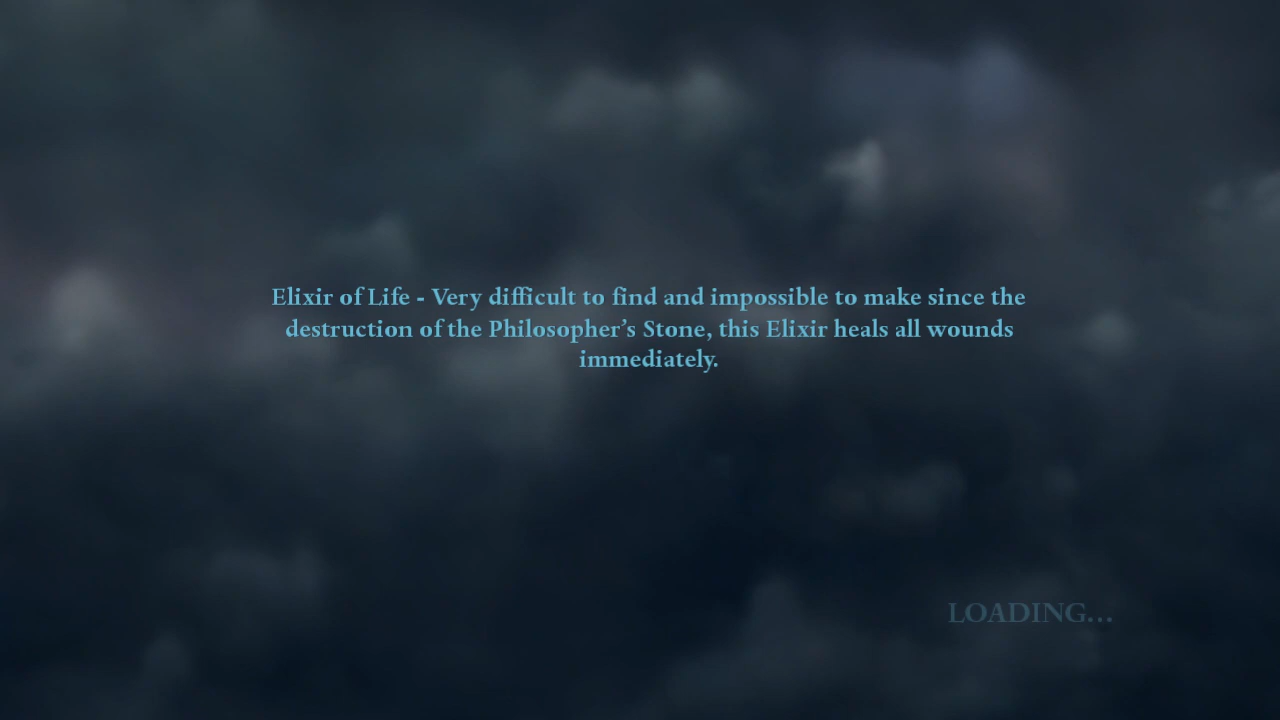 Elixir of Life - Very difficult to find and impossible to make since the
destruction of the Philosopher’s Stone, this Elixir heals all wounds
immediately.
LOADING...